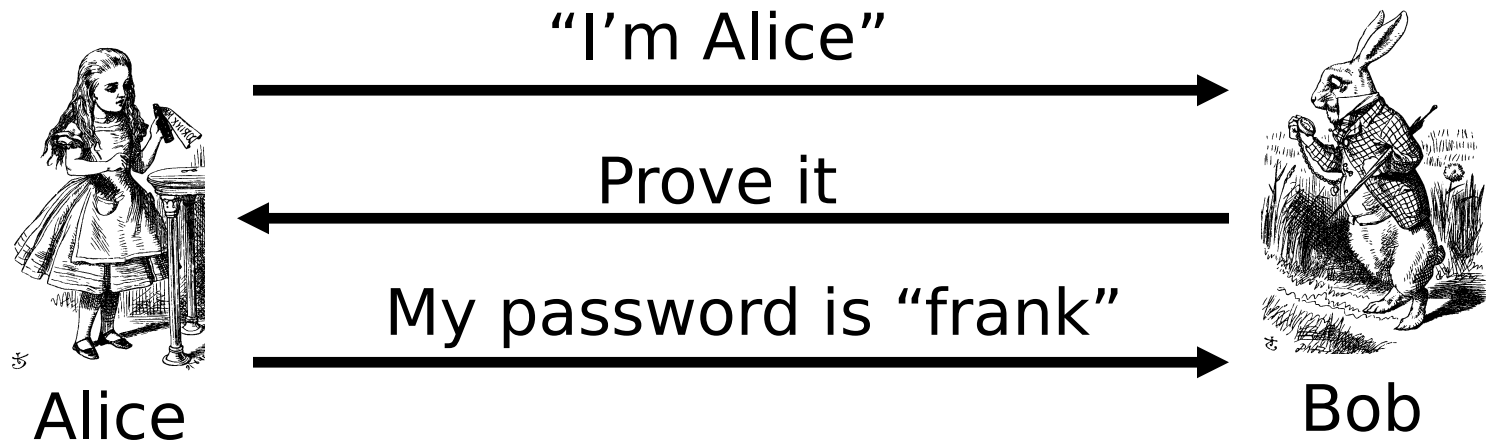 “I’m Alice”
Prove it
My password is “frank”
Alice
Bob